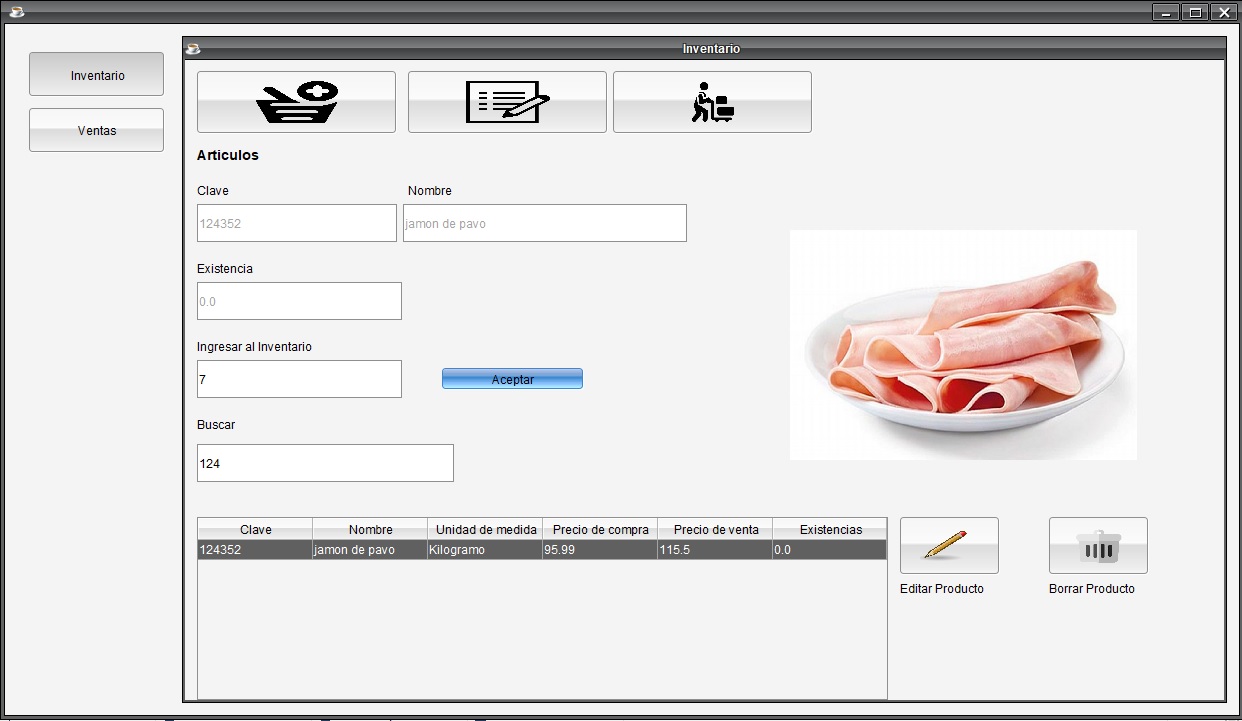 Inventario
Inventario
Ventas
Articulos
Clave Nombre
124352 jamon de pavo
Existencia
0.0
Ingresar al Inventario
7 Aceptar
Buscar
124
Clave Nombre Unidad de medida Precio de compra Precio de venta Existencias
124352 jamon de pavo Kilogramo 95.99 115.5 0.0
Editar Producto Borrar Producto